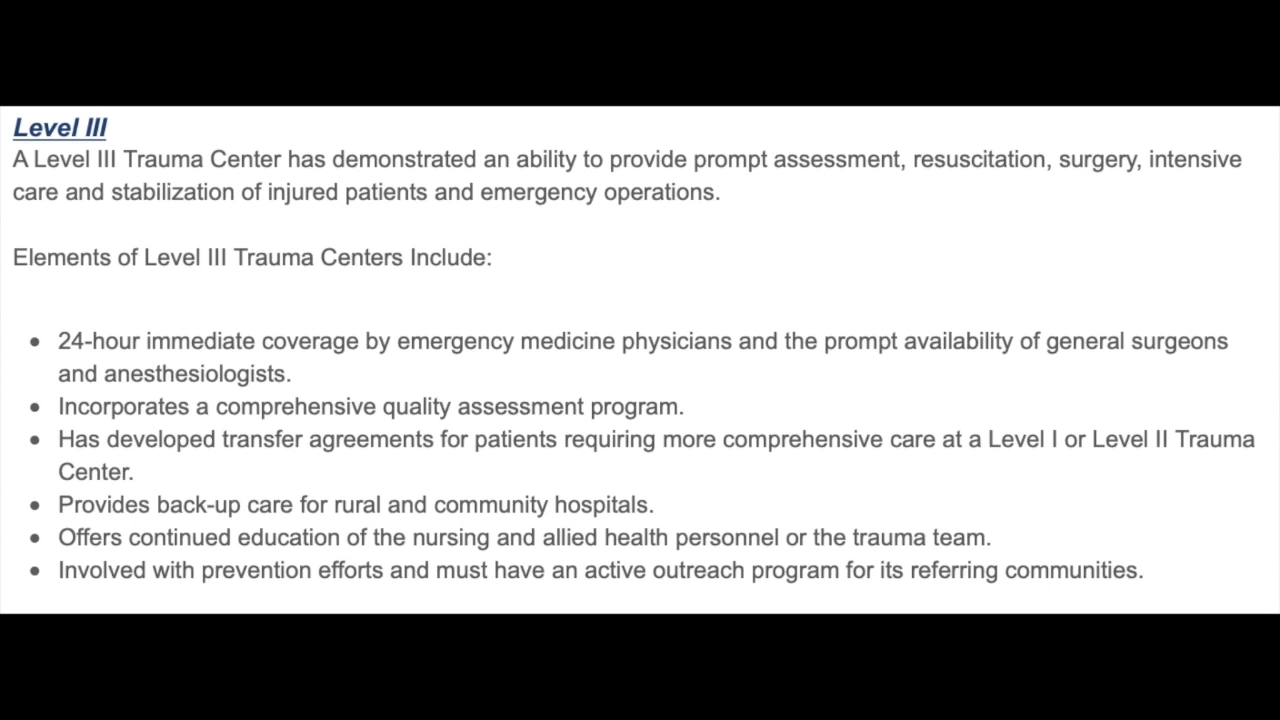 Level III
A Level III Trauma Center has demonstrated an ability to provide prompt assessment, resuscitation, surgery, intensive
care and stabilization of injured patients and emergency operations.
Elements of Level III Trauma Centers Include:
• 24-hour immediate coverage by emergency medicine physicians and the prompt availability of general surgeons
and anesthesiologists.
• Incorporates a comprehensive quality assessment program.
• Has developed transfer agreements for patients requiring more comprehensive care at a Level I or Level II Trauma
Center.
• Provides back-up care for rural and community hospitals.
• Offers continued education of the nursing and allied health personnel or the trauma team.
• Involved with prevention efforts and must have an active outreach program for its referring communities.